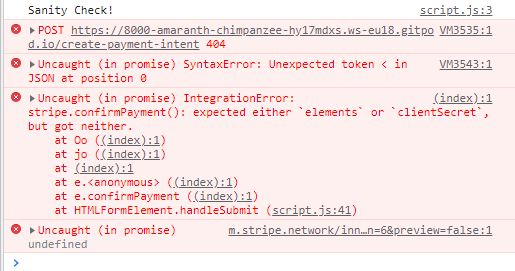 Sanity Check! script.js:3
POST https://8000-amaranth-chimpanzee-hy17mdxs.ws-eu18.gitpo VM3535:1
d.io/create-payment-intent 404
Uncaught (in promise) SyntaxError: Unexpected token < in VM3543:1
JSON at position 0
Uncaught (in promise) IntegrationError: (index):1
stripe.confirmPayment(): expected either `elements` or `clientSecret`,
but got neither.
at Oo ((index):1)
at jo ((index):1)
at (index):1
at e.<anonymous> ((index):1)
at e.confirmPayment ((index):1)
at HTMLFormElement.handleSubmit (script.js:41)
Uncaught (in promise) m.stripe.network/inn…n=6&preview=false:1
undefined